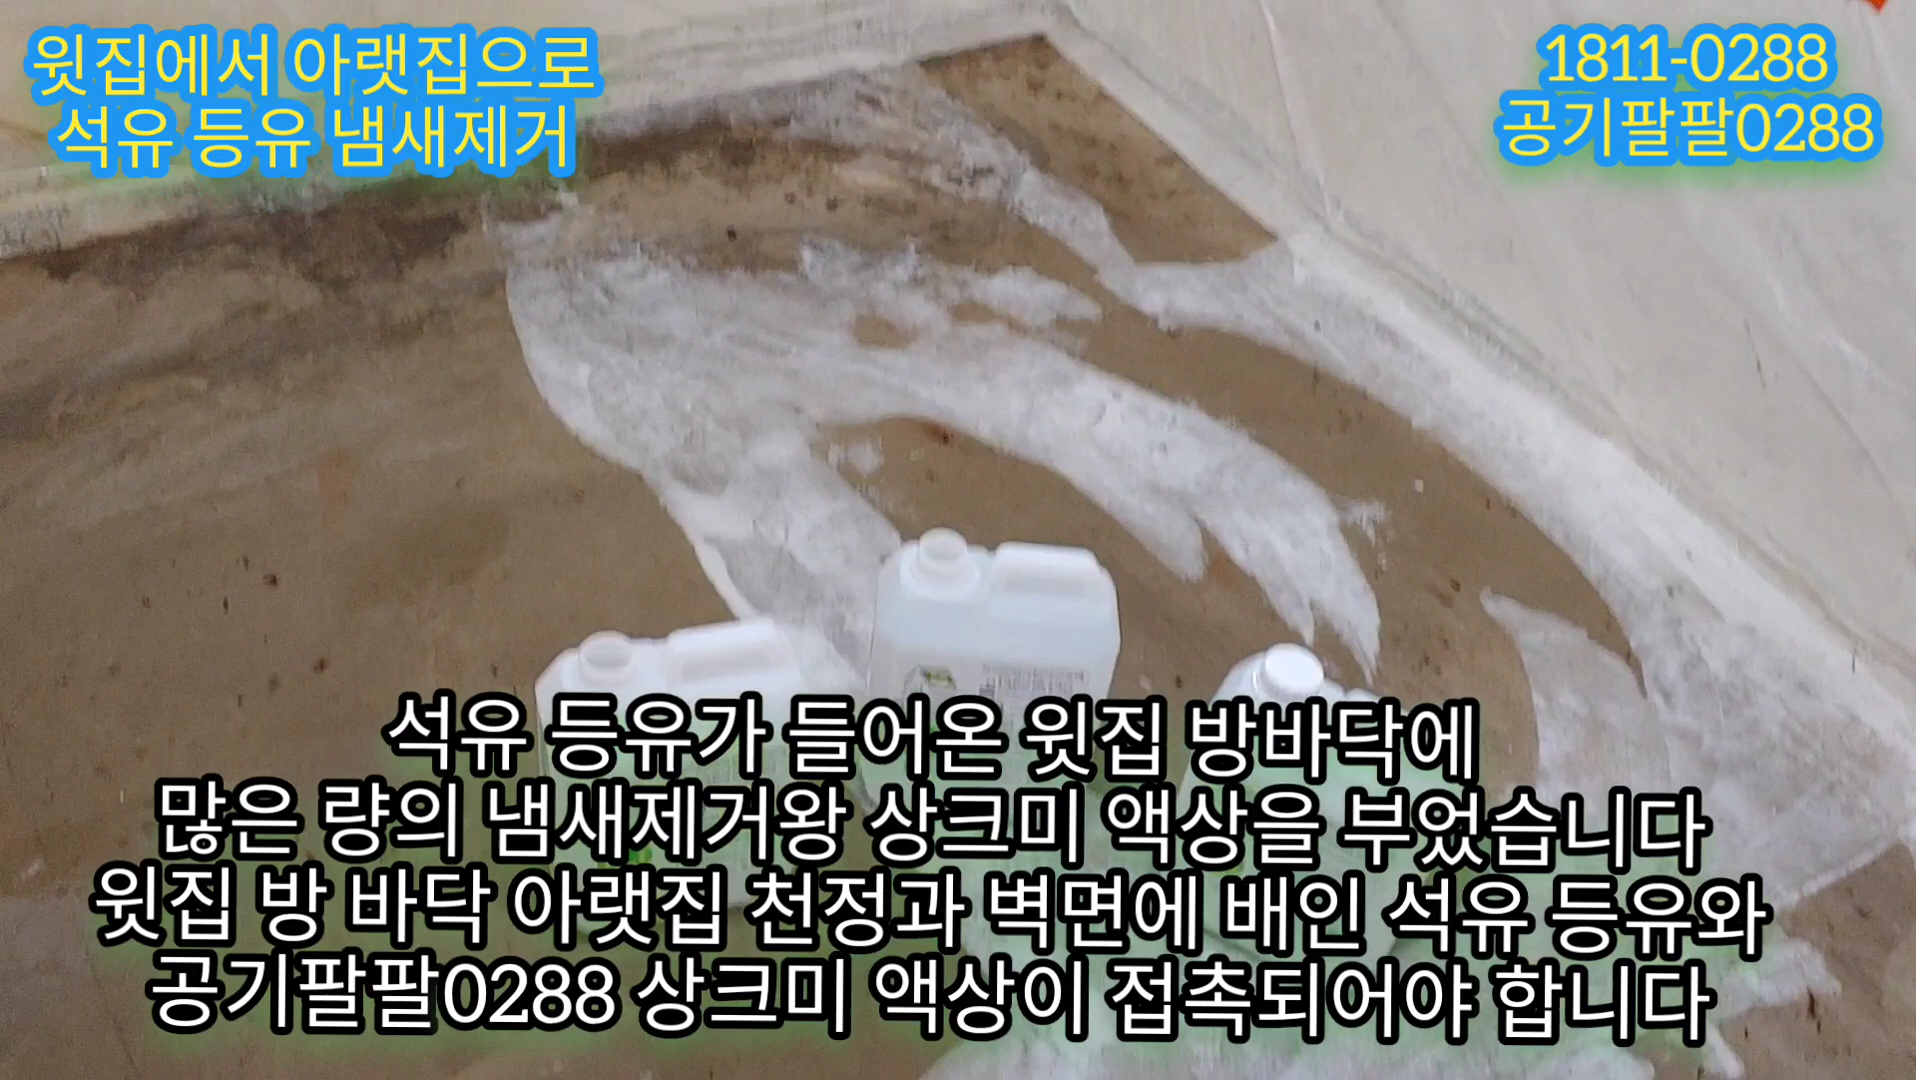 윗집에서 아랫집으로
석유 등유 냄새제거
1811-0288
공기팔팔0288
석유 등유가 들어온 윗집 방바닥에
많은 량의 냄새제거왕 상크미 액상을 부었습니다
윗집 방 바닥 아랫집 천정과 벽면에 배인 석유 등유와
공기팔팔0288 상크미 액상이 접촉되어야 합니다